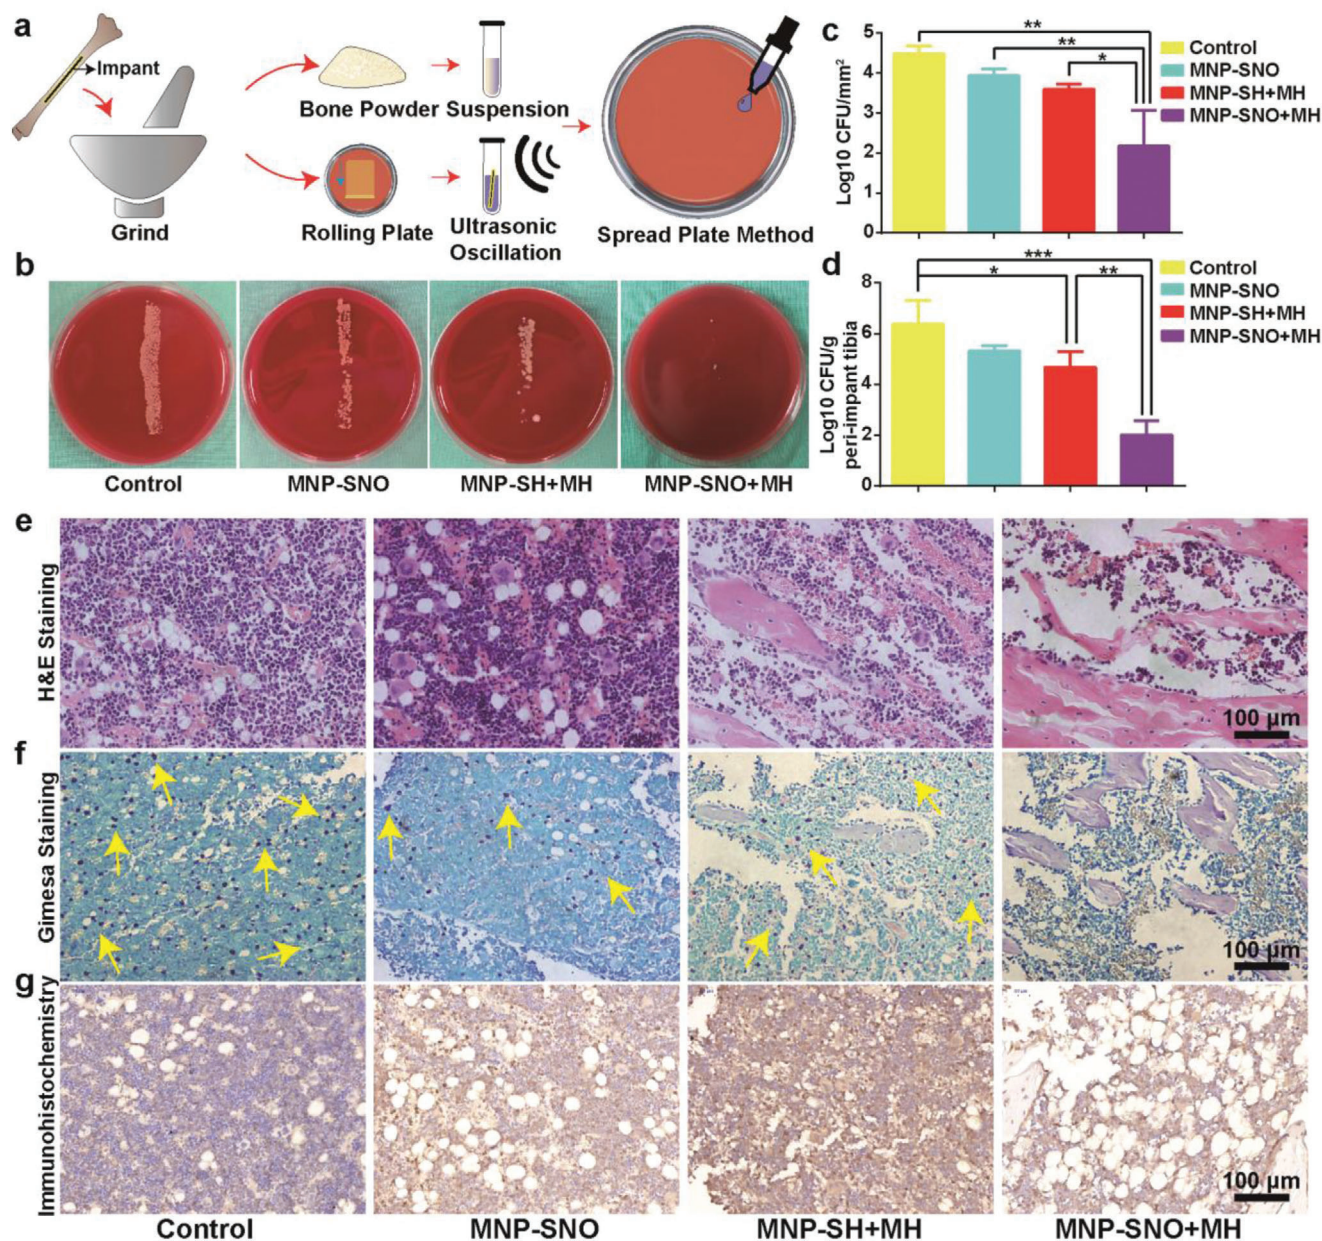 a
Impant
Grind
Bone Powder
Suspension
Rolling Plate
Ultrasonic
Oscillation
Spread Plate Method
b
Control
MNP-SNO
MNP-SH+MH
MNP-SNO+MH
c
Log10 CFU/mm²
5
4
3
2
1
0
**
**
*
Control
MNP-SNO
MNP-SH+MH
MNP-SNO+MH
d
Log10 CFU/g
peri-impant tibia
8
6
4
2
0
***
*
**
Control
MNP-SNO
MNP-SH+MH
MNP-SNO+MH
e
H&E Staining
100 µm
f
Gimesa Staining
100 µm
g
Immunohistochemistry
100 µm
Control
MNP-SNO
MNP-SH+MH
MNP-SNO+MH